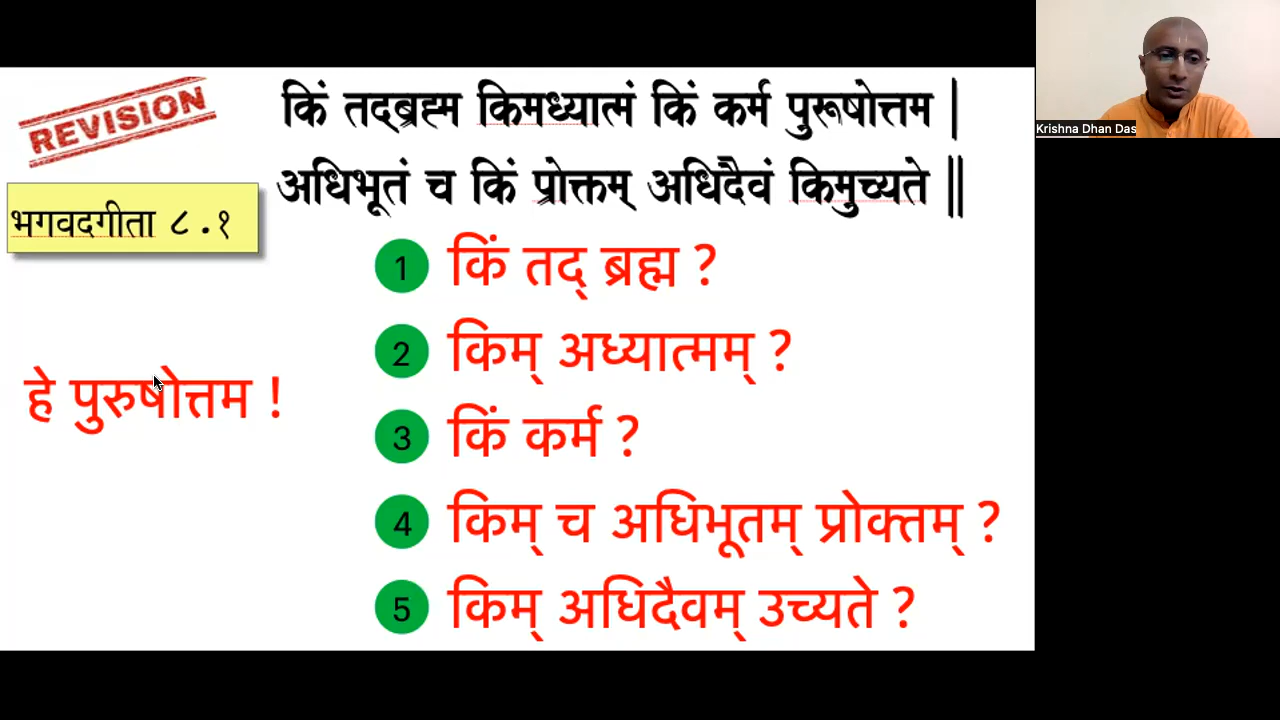 REVISION
किं तद्ब्रह्म किमध्यात्मं किं कर्म पुरूषोत्तम |
अधिभूतं च किं प्रोक्तम् अधिदैवं किमुच्यते ||
भगवदगीता ८.१
1 किं तद् ब्रह्म ?
2 किम् अध्यात्मम् ?
हे पुरुषोत्तम !
3 किं कर्म ?
4 किम् च अधिभूतम् प्रोक्तम् ?
5 किम् अधिदैवम् उच्यते ?
Krishna Dhan Das